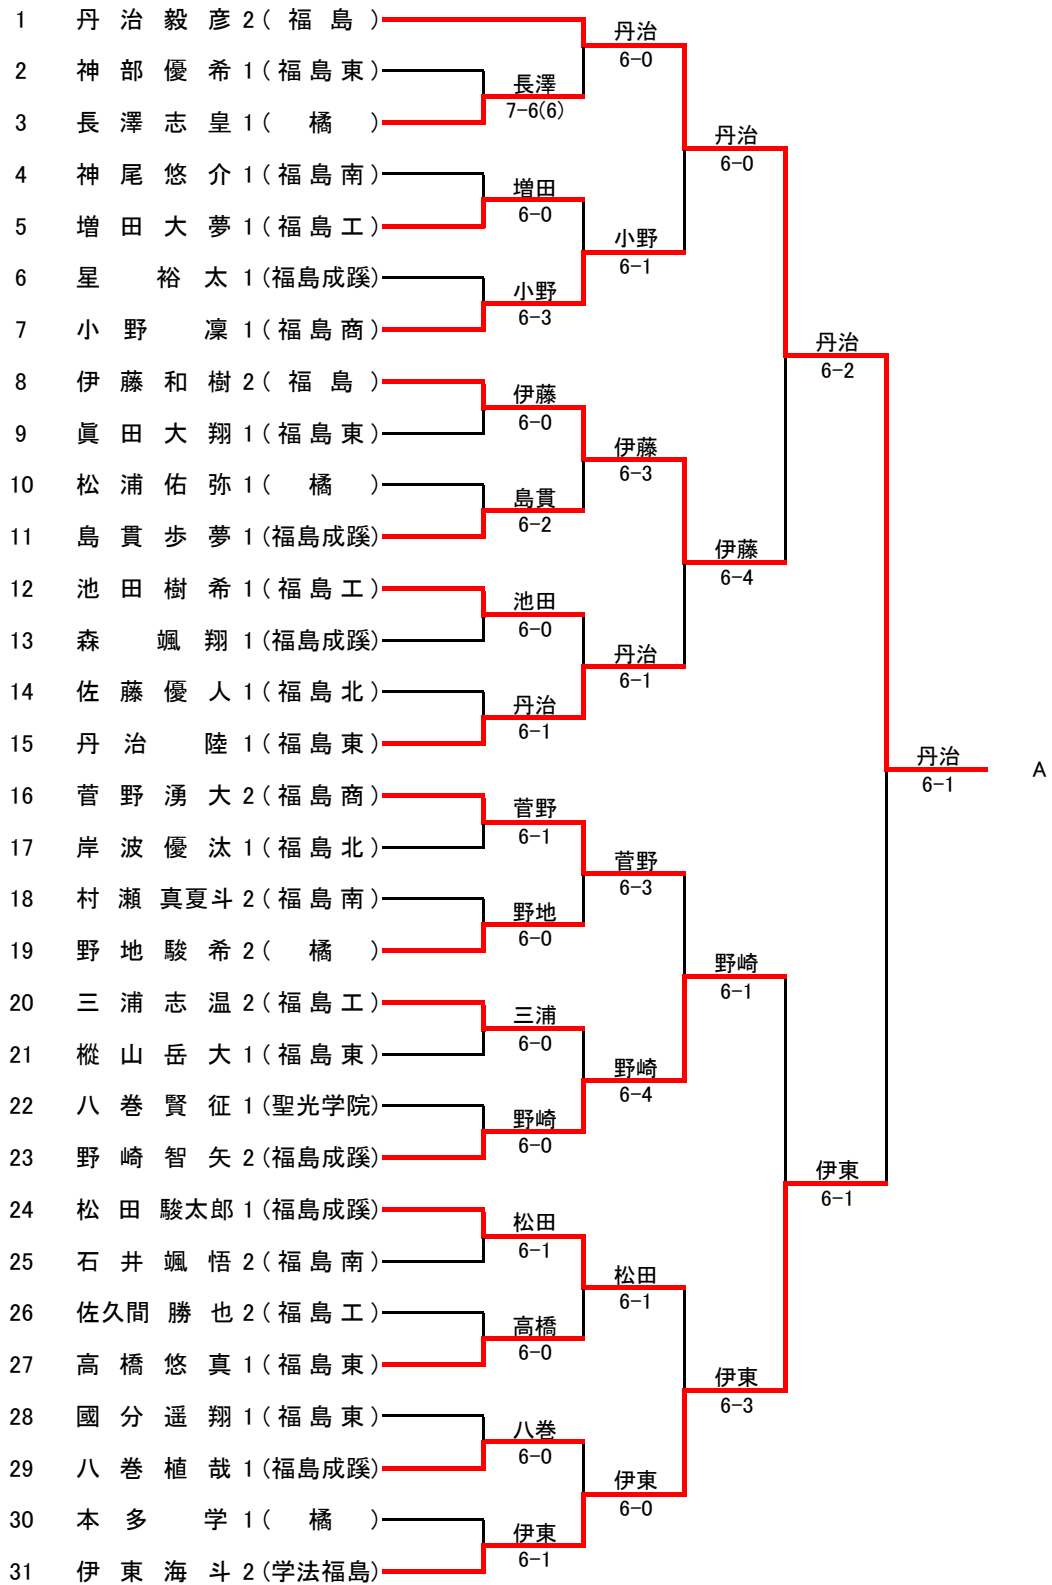 1 丹治毅彦 2 (福島)
丹治
6-0
2 神部優希 1 (福島東)
長澤
7-6(6)
3 長澤志皇 1 (橘)
丹治
6-0
4 神尾悠介 1 (福島南)
増田
6-0
5 増田大夢 1 (福島工)
小野
6-1
6 星裕太 1 (福島成蹊)
小野
6-3
7 小野凜 1 (福島商)
丹治
6-2
8 伊藤和樹 2 (福島)
伊藤
6-0
9 眞田大翔 1 (福島東)
伊藤
6-3
10 松浦佑弥 1 (橘)
島貫
6-2
11 島貫歩夢 1 (福島成蹊)
伊藤
6-4
12 池田樹希 1 (福島工)
池田
6-0
13 森颯翔 1 (福島成蹊)
丹治
6-1
14 佐藤優人 1 (福島北)
丹治
6-1
15 丹治陸 1 (福島東)
丹治
6-1
A
16 菅野湧大 2 (福島商)
菅野
6-1
17 岸波優汰 1 (福島北)
菅野
6-3
18 村瀬真夏斗 2 (福島南)
野地
6-0
19 野地駿希 2 (橘)
野崎
6-1
20 三浦志温 2 (福島工)
三浦
6-0
21 樅山岳大 1 (福島東)
野崎
6-4
22 八巻賢征 1 (聖光学院)
野崎
6-0
23 野崎智矢 2 (福島成蹊)
伊東
6-1
24 松田駿太郎 1 (福島成蹊)
松田
6-1
25 石井颯悟 2 (福島南)
松田
6-1
26 佐久間勝也 2 (福島工)
高橋
6-0
27 高橋悠真 1 (福島東)
伊東
6-3
28 國分遥翔 1 (福島東)
八巻
6-0
29 八巻植哉 1 (福島成蹊)
伊東
6-0
30 本多学 1 (橘)
伊東
6-1
31 伊東海斗 2 (学法福島)